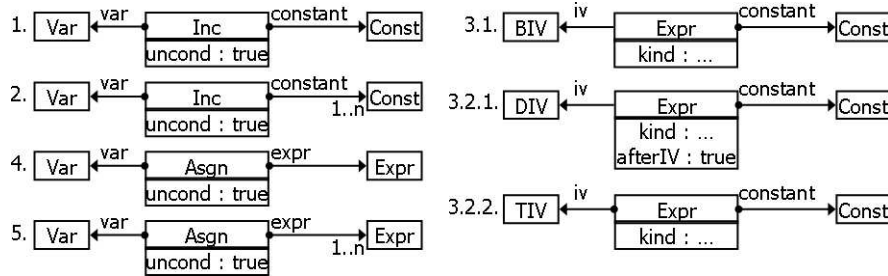 1. Var var Inc constant Const
uncond : true
2. Var var Inc constant 1..n Const
uncond : true
4. Var var Asgn expr Expr
uncond : true
5. Var var Asgn expr 1..n Expr
uncond : true
3.1. BIV iv Expr constant Const
kind : ...
3.2.1. DIV iv Expr constant Const
kind : ...
afterIV : true
3.2.2. TIV iv Expr constant Const
kind : ...